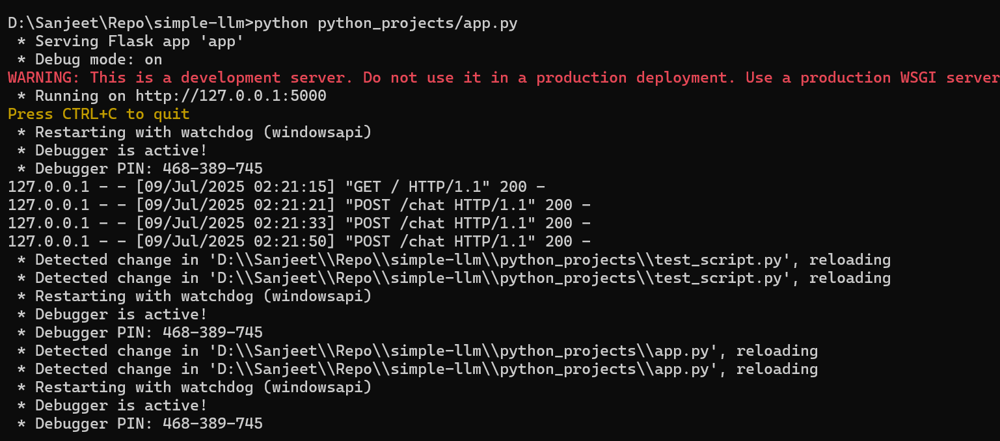 D:\Sanjeet\Repo\simple-llm>python python_projects/app.py
 * Serving Flask app 'app'
 * Debug mode: on
WARNING: This is a development server. Do not use it in a production deployment. Use a production WSGI server
 * Running on http://127.0.0.1:5000
Press CTRL+C to quit
 * Restarting with watchdog (windowsapi)
 * Debugger is active!
 * Debugger PIN: 468-389-745
127.0.0.1 - - [09/Jul/2025 02:21:15] "GET / HTTP/1.1" 200 -
127.0.0.1 - - [09/Jul/2025 02:21:21] "POST /chat HTTP/1.1" 200 -
127.0.0.1 - - [09/Jul/2025 02:21:33] "POST /chat HTTP/1.1" 200 -
127.0.0.1 - - [09/Jul/2025 02:21:50] "POST /chat HTTP/1.1" 200 -
 * Detected change in 'D:\\Sanjeet\\Repo\\simple-llm\\python_projects\\test_script.py', reloading
 * Detected change in 'D:\\Sanjeet\\Repo\\simple-llm\\python_projects\\test_script.py', reloading
 * Restarting with watchdog (windowsapi)
 * Debugger is active!
 * Debugger PIN: 468-389-745
 * Detected change in 'D:\\Sanjeet\\Repo\\simple-llm\\python_projects\\app.py', reloading
 * Detected change in 'D:\\Sanjeet\\Repo\\simple-llm\\python_projects\\app.py', reloading
 * Restarting with watchdog (windowsapi)
 * Debugger is active!
 * Debugger PIN: 468-389-745